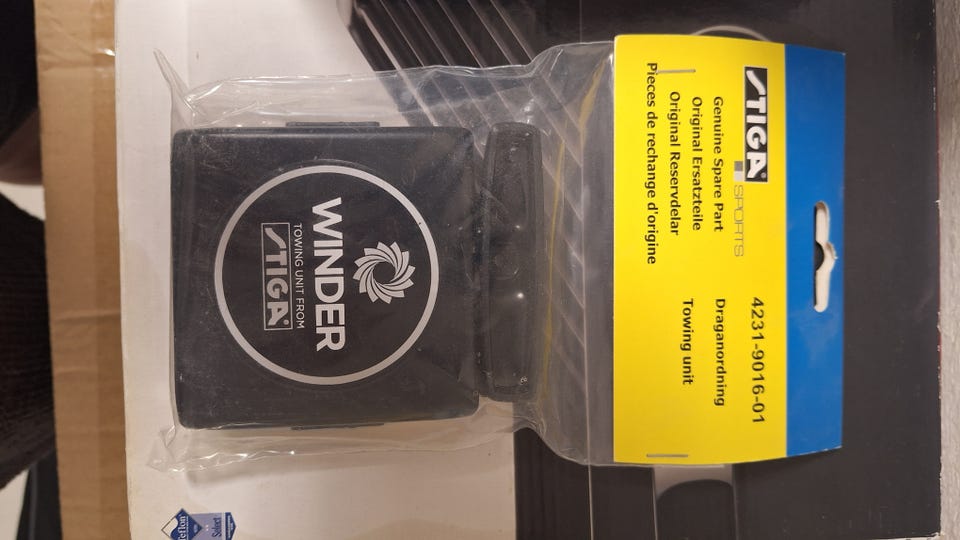 STIGA
SPORTS
Genuine Spare Part
Original Ersatzteile
Original Reservdelar
Pieces de rechange d'origine
4231-9016-01
Draganordning
Towing unit
WINDER
TOWING UNIT FROM
STIGA
Select